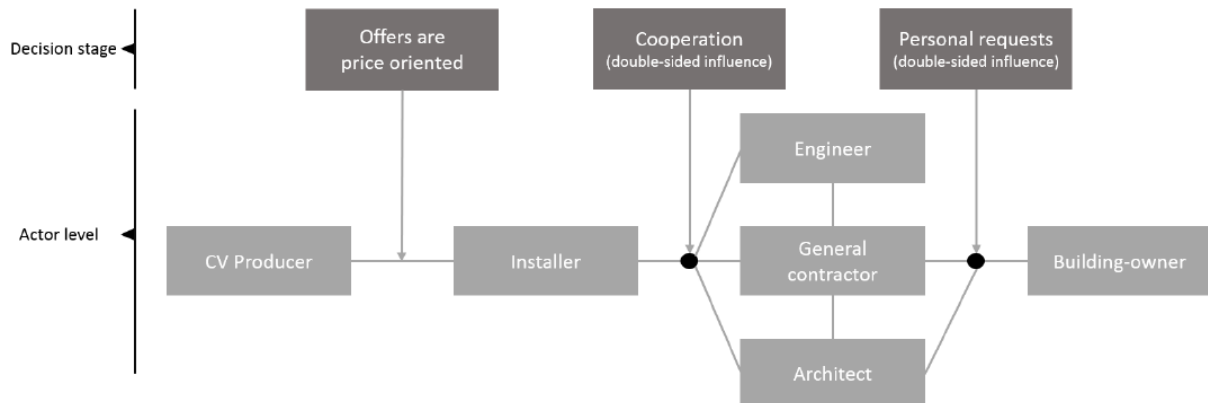 Decision stage
Offers are
price oriented
Cooperation
(double-sided influence)
Personal requests
(double-sided influence)
Actor level
CV Producer
Installer
Engineer
General
contractor
Architect
Building-owner